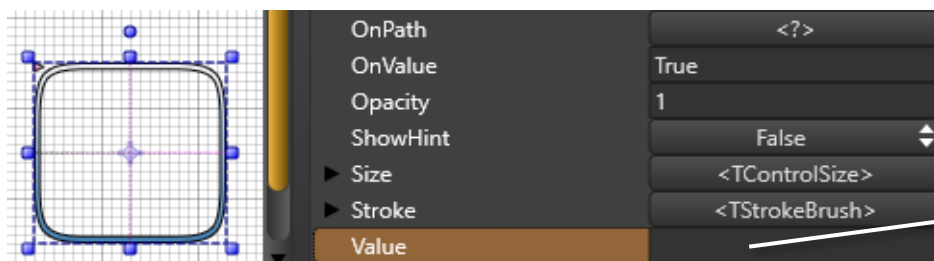 OnPath <?>
OnValue True
Opacity 1
ShowHint False
Size <TControlSize>
Stroke <TStrokeBrush>
Value